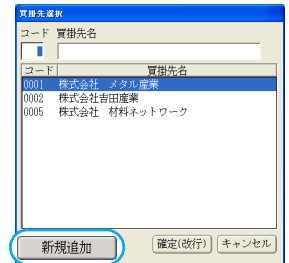 買掛先選択
コード 買掛先名
コード 買掛先名
0001 株式会社 メタル産業
0002 株式会社吉田産業
0005 株式会社 材料ネットワーク
新規追加 確定(改行) キャンセル